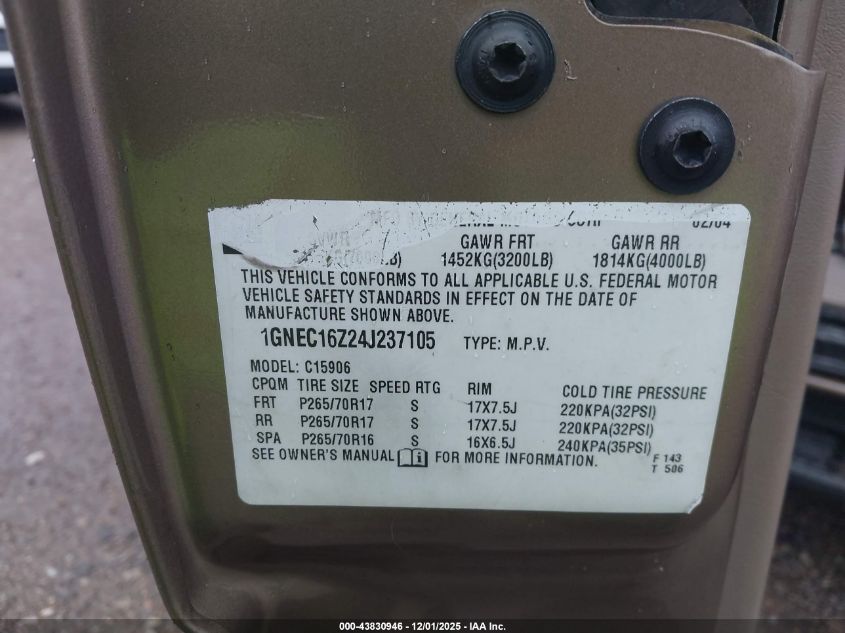 02/04
GAWR FRT GAWR RR
1452KG(3200LB) 1814KG(4000LB)
THIS VEHICLE CONFORMS TO ALL APPLICABLE U.S. FEDERAL MOTOR
VEHICLE SAFETY STANDARDS IN EFFECT ON THE DATE OF
MANUFACTURE SHOWN ABOVE.
1GNEC16Z24J237105 TYPE: M.P.V.
MODEL: C15906
CPQM TIRE SIZE SPEED RTG RIM COLD TIRE PRESSURE
FRT P265/70R17 S 17X7.5J 220KPA(32PSI)
RR P265/70R17 S 17X7.5J 220KPA(32PSI)
SPA P265/70R16 S 16X6.5J 240KPA(35PSI)
SEE OWNER'S MANUAL i FOR MORE INFORMATION.
F 143
T 506
000-43830946 - 12/01/2025 - IAA Inc.